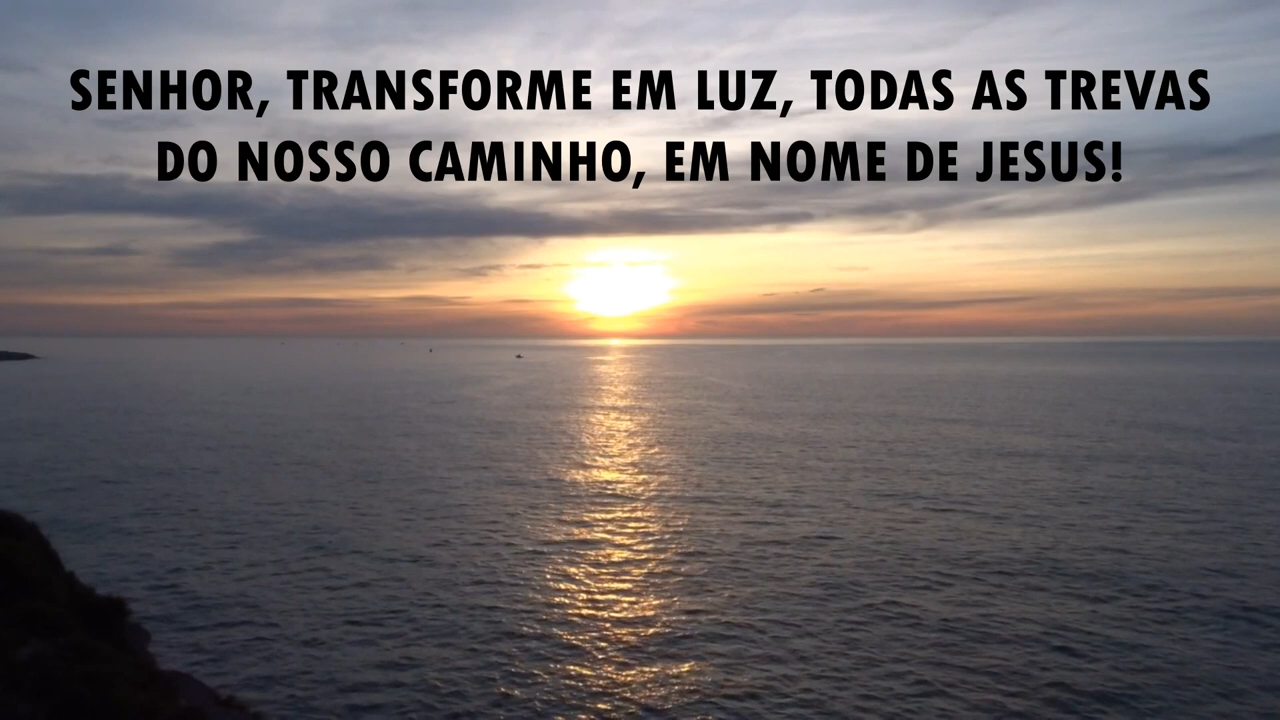 SENHOR, TRANSFORME EM LUZ, TODAS AS TREVAS
DO NOSSO CAMINHO, EM NOME DE JESUS!